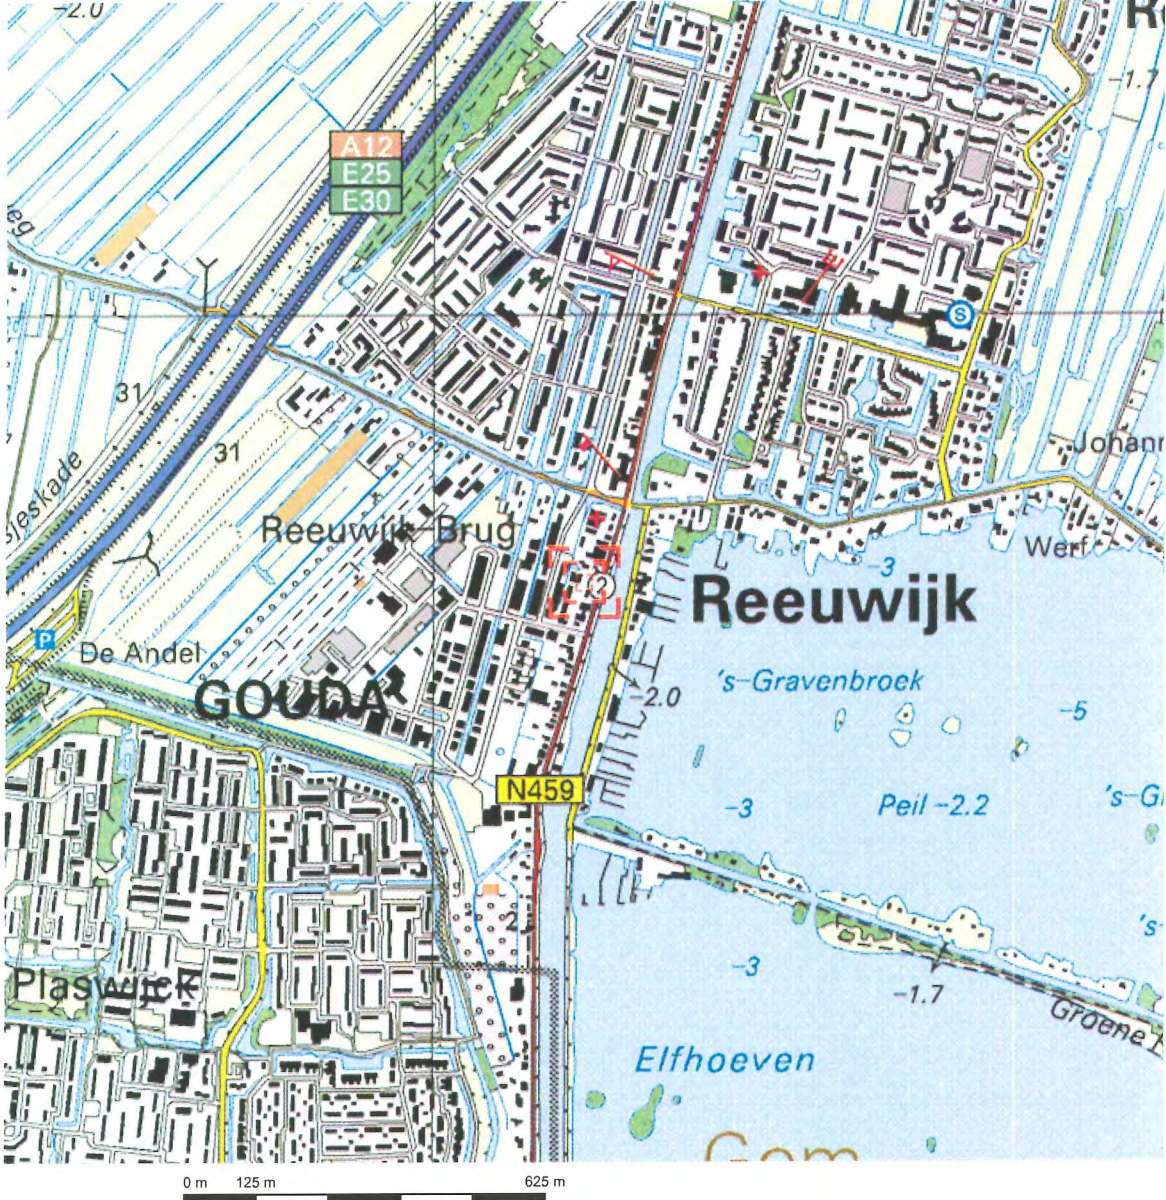 -2.0
R
-1.7
A12
E25
E30
eg
S
31
31
Johann
jeskade
Reeuwijk-Brug
Werf
-3
2
Reeuwijk
P
De Andel
's-Gravenbroek
GOUDA
-2.0
-5
N459
-3
Peil -2.2
's-G
2
's-
Plaswijck
-3
-1.7
Groene
Elfhoeven
Gem
0 m 125 m 625 m